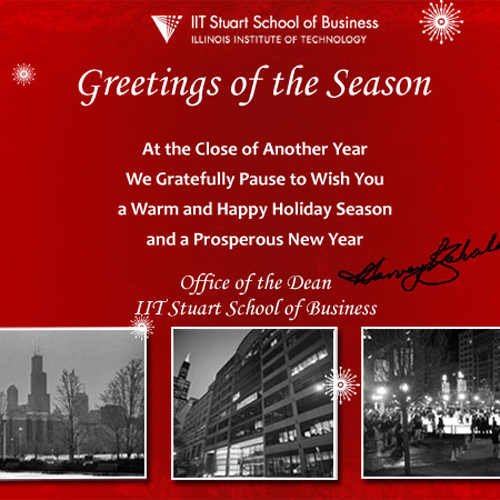 IIT Stuart School of Business
ILLINOIS INSTITUTE OF TECHNOLOGY
Greetings of the Season
At the Close of Another Year
We Gratefully Pause to Wish You
a Warm and Happy Holiday Season
and a Prosperous New Year
Office of the Dean
IIT Stuart School of Business